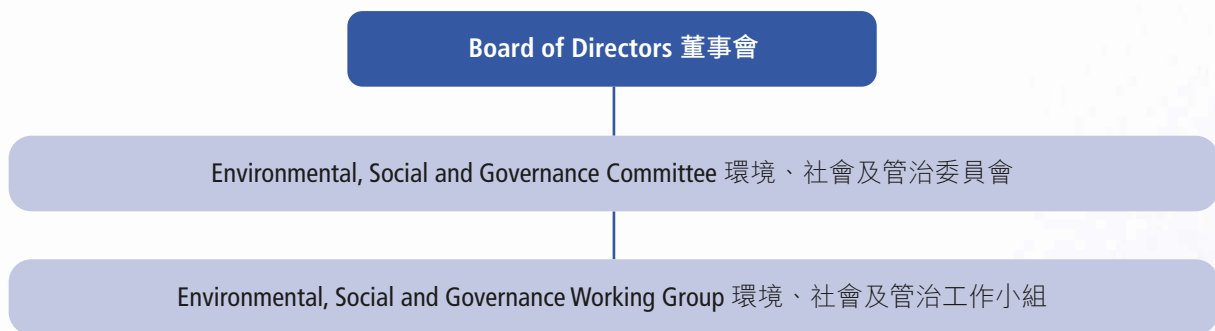 Board of Directors 董事會
Environmental, Social and Governance Committee 環境、社會及管治委員會
Environmental, Social and Governance Working Group 環境、社會及管治工作小組